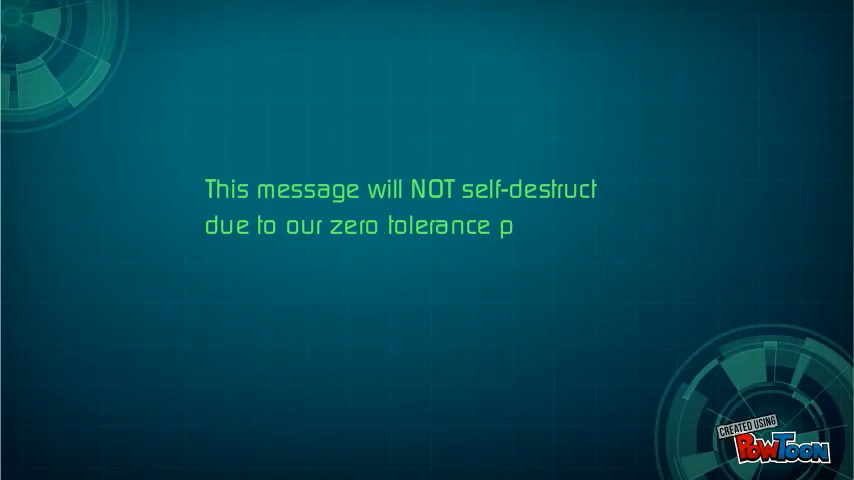 This message will NOT self-destruct
due to our zero tolerance p
CREATED USING
POWTOON